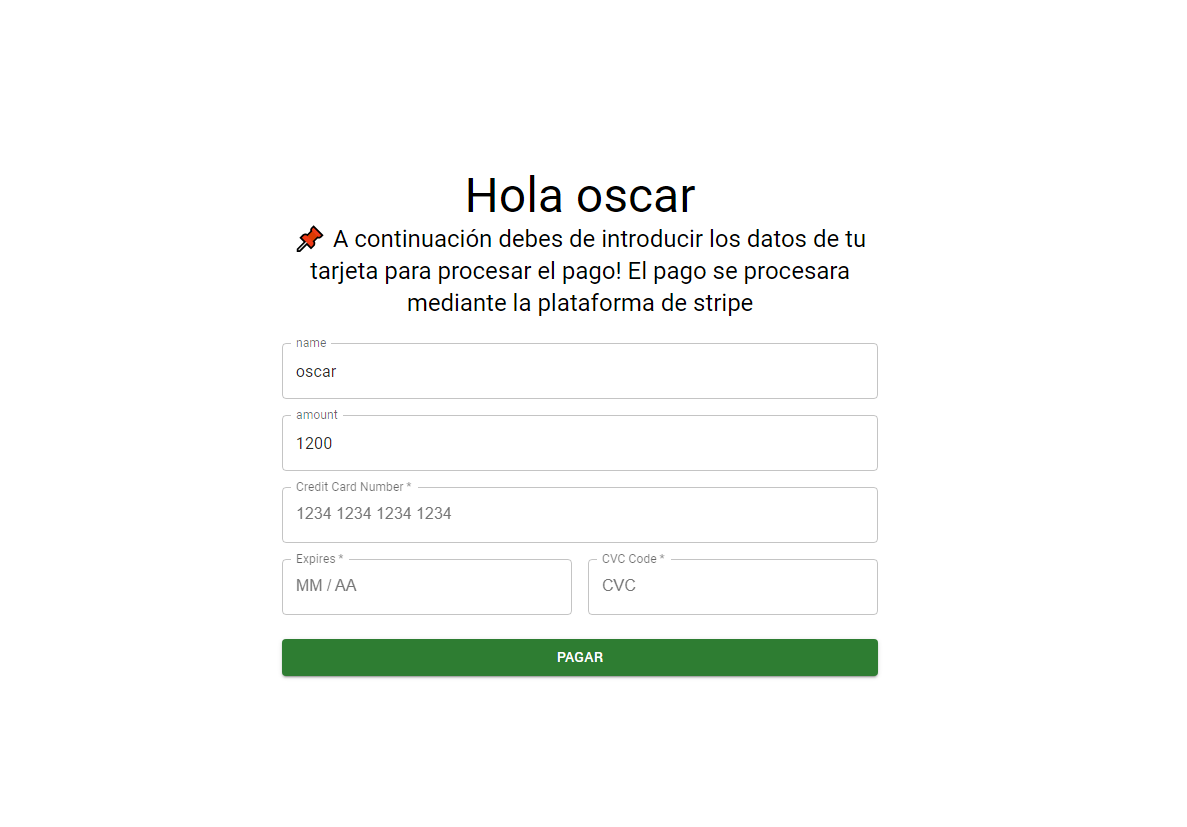 Hola oscar
📌 A continuación debes de introducir los datos de tu
tarjeta para procesar el pago! El pago se procesara
mediante la plataforma de stripe
name
oscar
amount
1200
Credit Card Number *
1234 1234 1234 1234
Expires *
MM / AA
CVC Code *
CVC
PAGAR